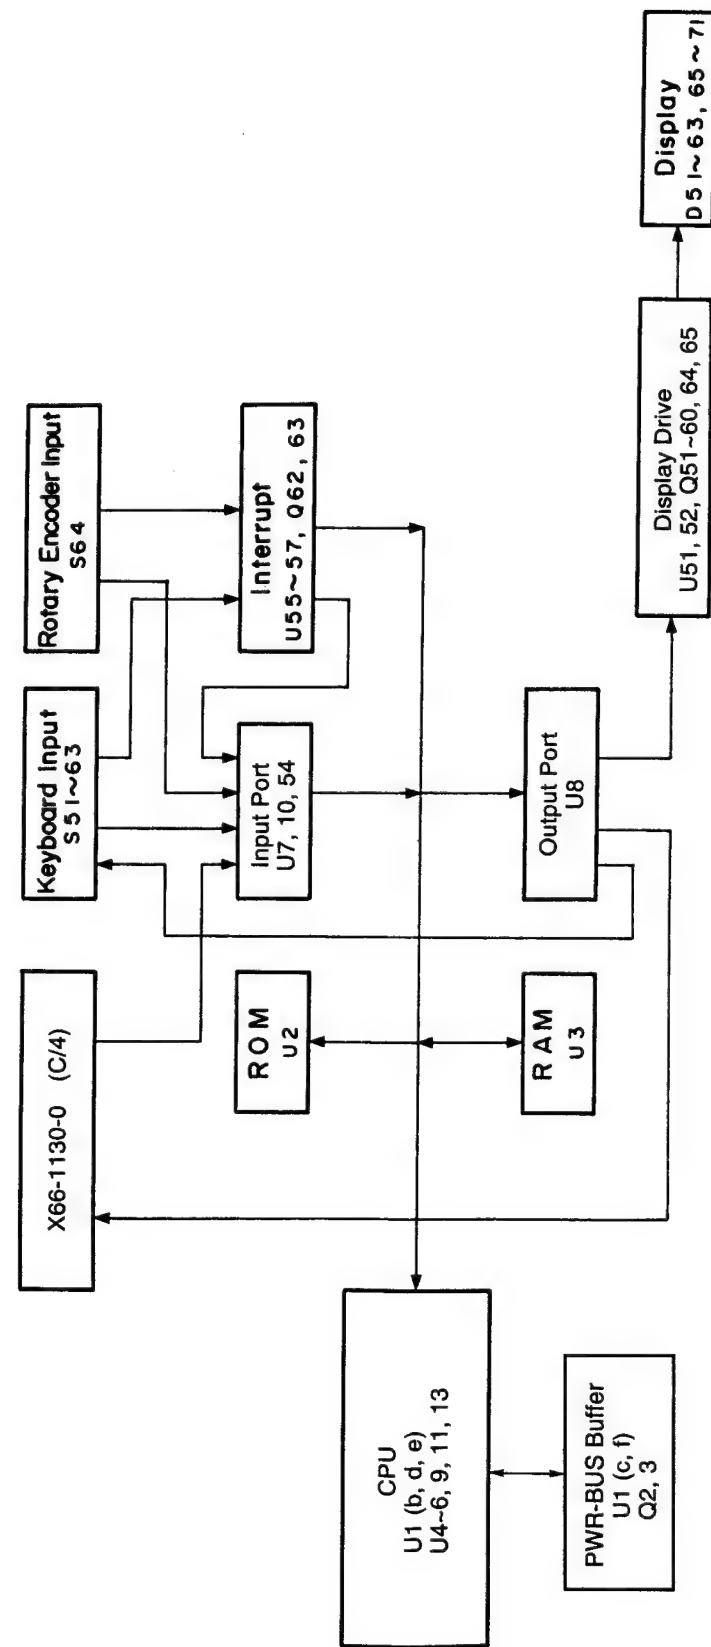 X66-1130-0 (C/4)
Keyboard Input
S51~63
Rotary Encoder Input
S64
ROM
U2
Input Port
U7, 10, 54
Interrupt
U55~57, Q62, 63
CPU
U1 (b, d, e)
U4~6, 9, 11, 13
RAM
U3
Output Port
U8
PWR-BUS Buffer
U1 (c, f)
Q2, 3
Display Drive
U51, 52, Q51~60, 64, 65
Display
D51~63, 65~71